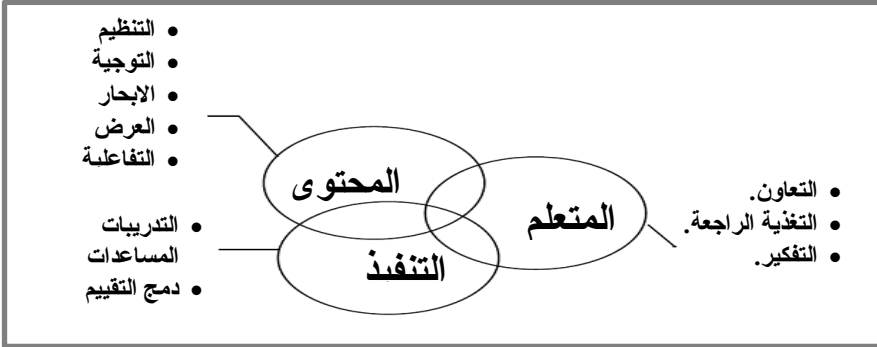 • التنظيم
• التوجية
• الابحار
• العرض
• التفاعلية
المحتوى
المتعلم
• التعاون.
• التغذية الراجعة.
• التفكير.
• التدريبات
المساعدات
• دمج التقييم
التنفيذ